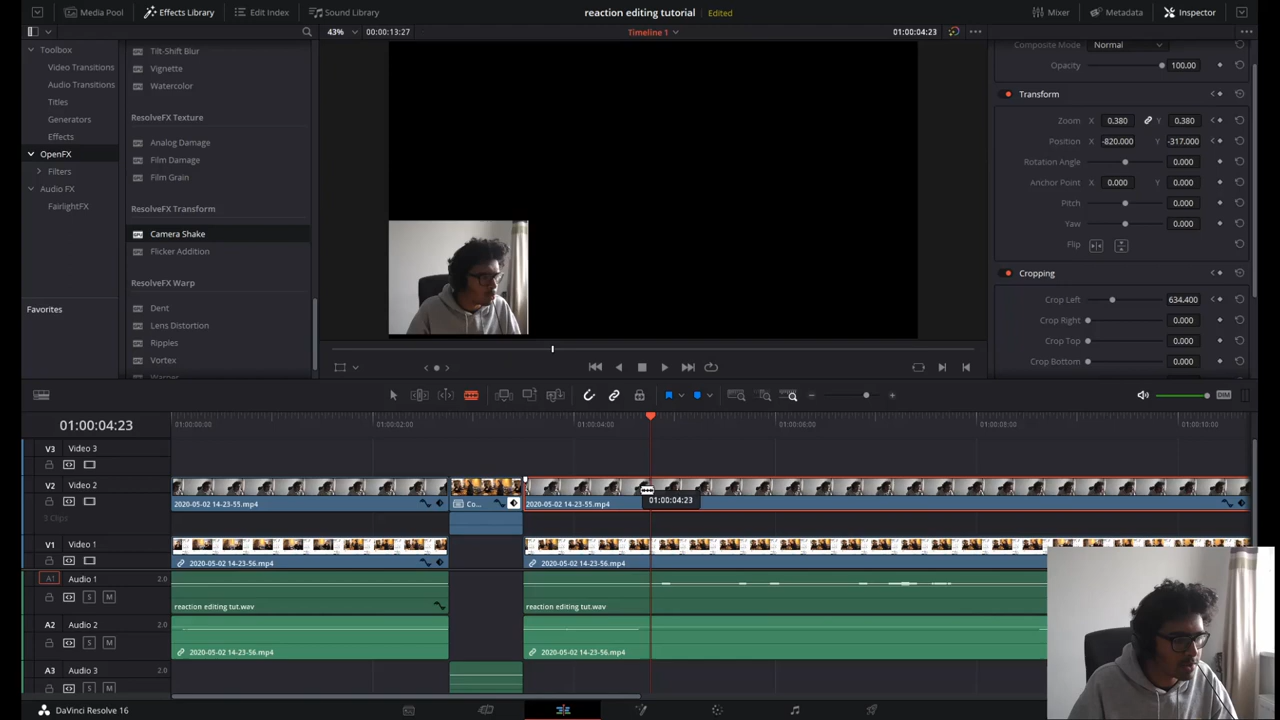 Media Pool Effects Library Edit Index Sound Library reaction editing tutorial Edited Mixer Metadata Inspector
43% 00:00:13:27 Timeline 1 01:00:04:23
Toolbox
Video Transitions
Audio Transitions
Titles
Generators
Effects
OpenFX
Filters
Audio FX
FairlightFX
Favorites
Tilt-Shift Blur
Vignette
Watercolor
ResolveFX Texture
Analog Damage
Film Damage
Film Grain
ResolveFX Transform
Camera Shake
Flicker Addition
ResolveFX Warp
Dent
Lens Distortion
Ripples
Vortex
Composite Mode Normal
Opacity 100.00
Transform
Zoom X 0.380 Y 0.380
Position X -820.000 Y -317.000
Rotation Angle 0.000
Anchor Point X 0.000 Y 0.000
Pitch 0.000
Yaw 0.000
Flip
Cropping
Crop Left 634.400
Crop Right 0.000
Crop Top 0.000
Crop Bottom 0.000
DIM
01:00:04:23
01:00:00:00 01:00:02:00 01:00:04:00 01:00:06:00 01:00:08:00 01:00:10:00
V3 Video 3
V2 Video 2
01:00:04:23
2020-05-02 14-23-55.mp4 Co... 2020-05-02 14-23-55.mp4
3 Clips
V1 Video 1
2020-05-02 14-23-56.mp4 2020-05-02 14-23-56.mp4
A1 Audio 1 2.0
S M
reaction editing tut.wav reaction editing tut.wav
A2 Audio 2 2.0
S M
2020-05-02 14-23-56.mp4 2020-05-02 14-23-56.mp4
A3 Audio 3 2.0
S M
DaVinci Resolve 16